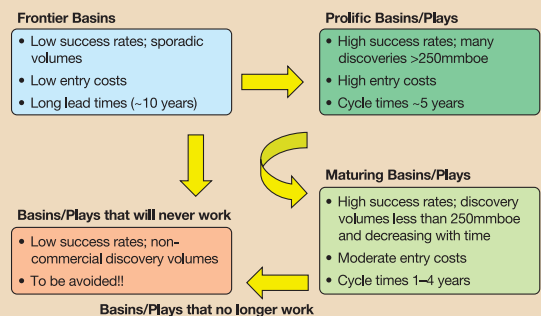 Frontier Basins
• Low success rates; sporadic
volumes
• Low entry costs
• Long lead times (~10 years)
Prolific Basins/Plays
• High success rates; many
discoveries >250mmboe
• High entry costs
• Cycle times ~5 years
Maturing Basins/Plays
• High success rates; discovery
volumes less than 250mmboe
and decreasing with time
• Moderate entry costs
• Cycle times 1–4 years
Basins/Plays that will never work
• Low success rates; non-
commercial discovery volumes
• To be avoided!!
Basins/Plays that no longer work